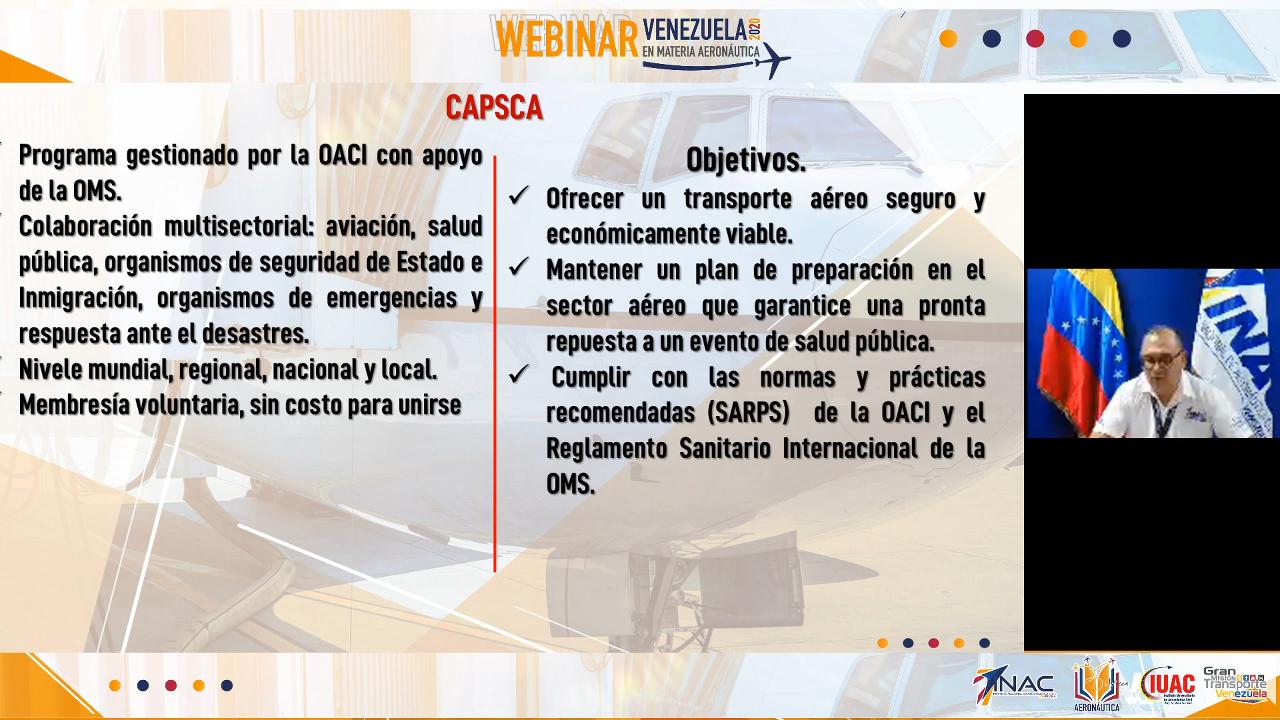 WEBINAR
VENEZUELA
2020
EN MATERIA AERONÁUTICA
CAPSCA
Programa gestionado por la OACI con apoyo
de la OMS.
Colaboración multisectorial: aviación, salud
pública, organismos de seguridad de Estado e
Inmigración, organismos de emergencias y
respuesta ante el desastres.
Nivele mundial, regional, nacional y local.
Membresía voluntaria, sin costo para unirse
Objetivos.
✓ Ofrecer un transporte aéreo seguro y
económicamente viable.
✓ Mantener un plan de preparación en el
sector aéreo que garantice una pronta
repuesta a un evento de salud pública.
✓ Cumplir con las normas y prácticas
recomendadas (SARPS) de la OACI y el
Reglamento Sanitario Internacional de la
OMS.
INAC
AERONÁUTICA
IUAC
Gran
Misión
Transporte
Venezuela